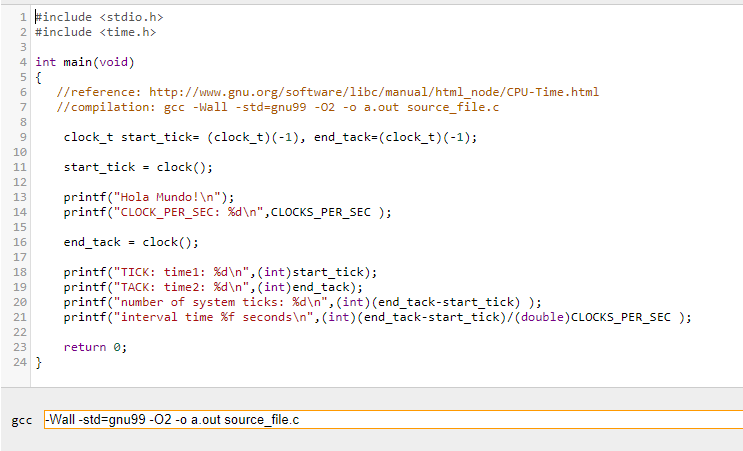 1 #include <stdio.h>
2 #include <time.h>
3
4 int main(void)
5 {
6 //reference: http://www.gnu.org/software/libc/manual/html_node/CPU-Time.html
7 //compilation: gcc -Wall -std=gnu99 -O2 -o a.out source_file.c
8
9 clock_t start_tick= (clock_t)(-1), end_tack=(clock_t)(-1);
10
11 start_tick = clock();
12
13 printf("Hola Mundo!\n");
14 printf("CLOCK_PER_SEC: %d\n",CLOCKS_PER_SEC );
15
16 end_tack = clock();
17
18 printf("TICK: time1: %d\n",(int)start_tick);
19 printf("TACK: time2: %d\n",(int)end_tack);
20 printf("number of system ticks: %d\n",(int)(end_tack-start_tick) );
21 printf("interval time %f seconds\n",(int)(end_tack-start_tick)/(double)CLOCKS_PER_SEC );
22
23 return 0;
24 }
gcc -Wall -std=gnu99 -O2 -o a.out source_file.c